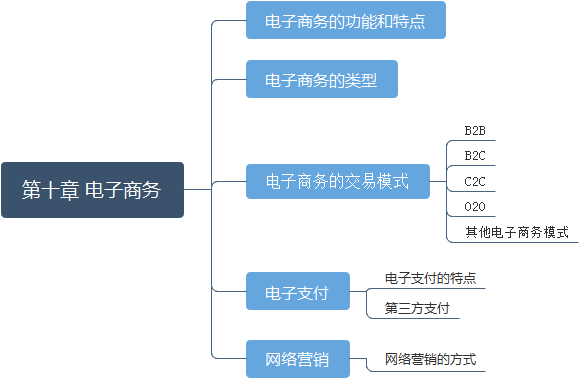 第十章 电子商务
电子商务的功能和特点
电子商务的类型
电子商务的交易模式
B2B
B2C
C2C
O2O
其他电子商务模式
电子支付
电子支付的特点
第三方支付
网络营销
网络营销的方式